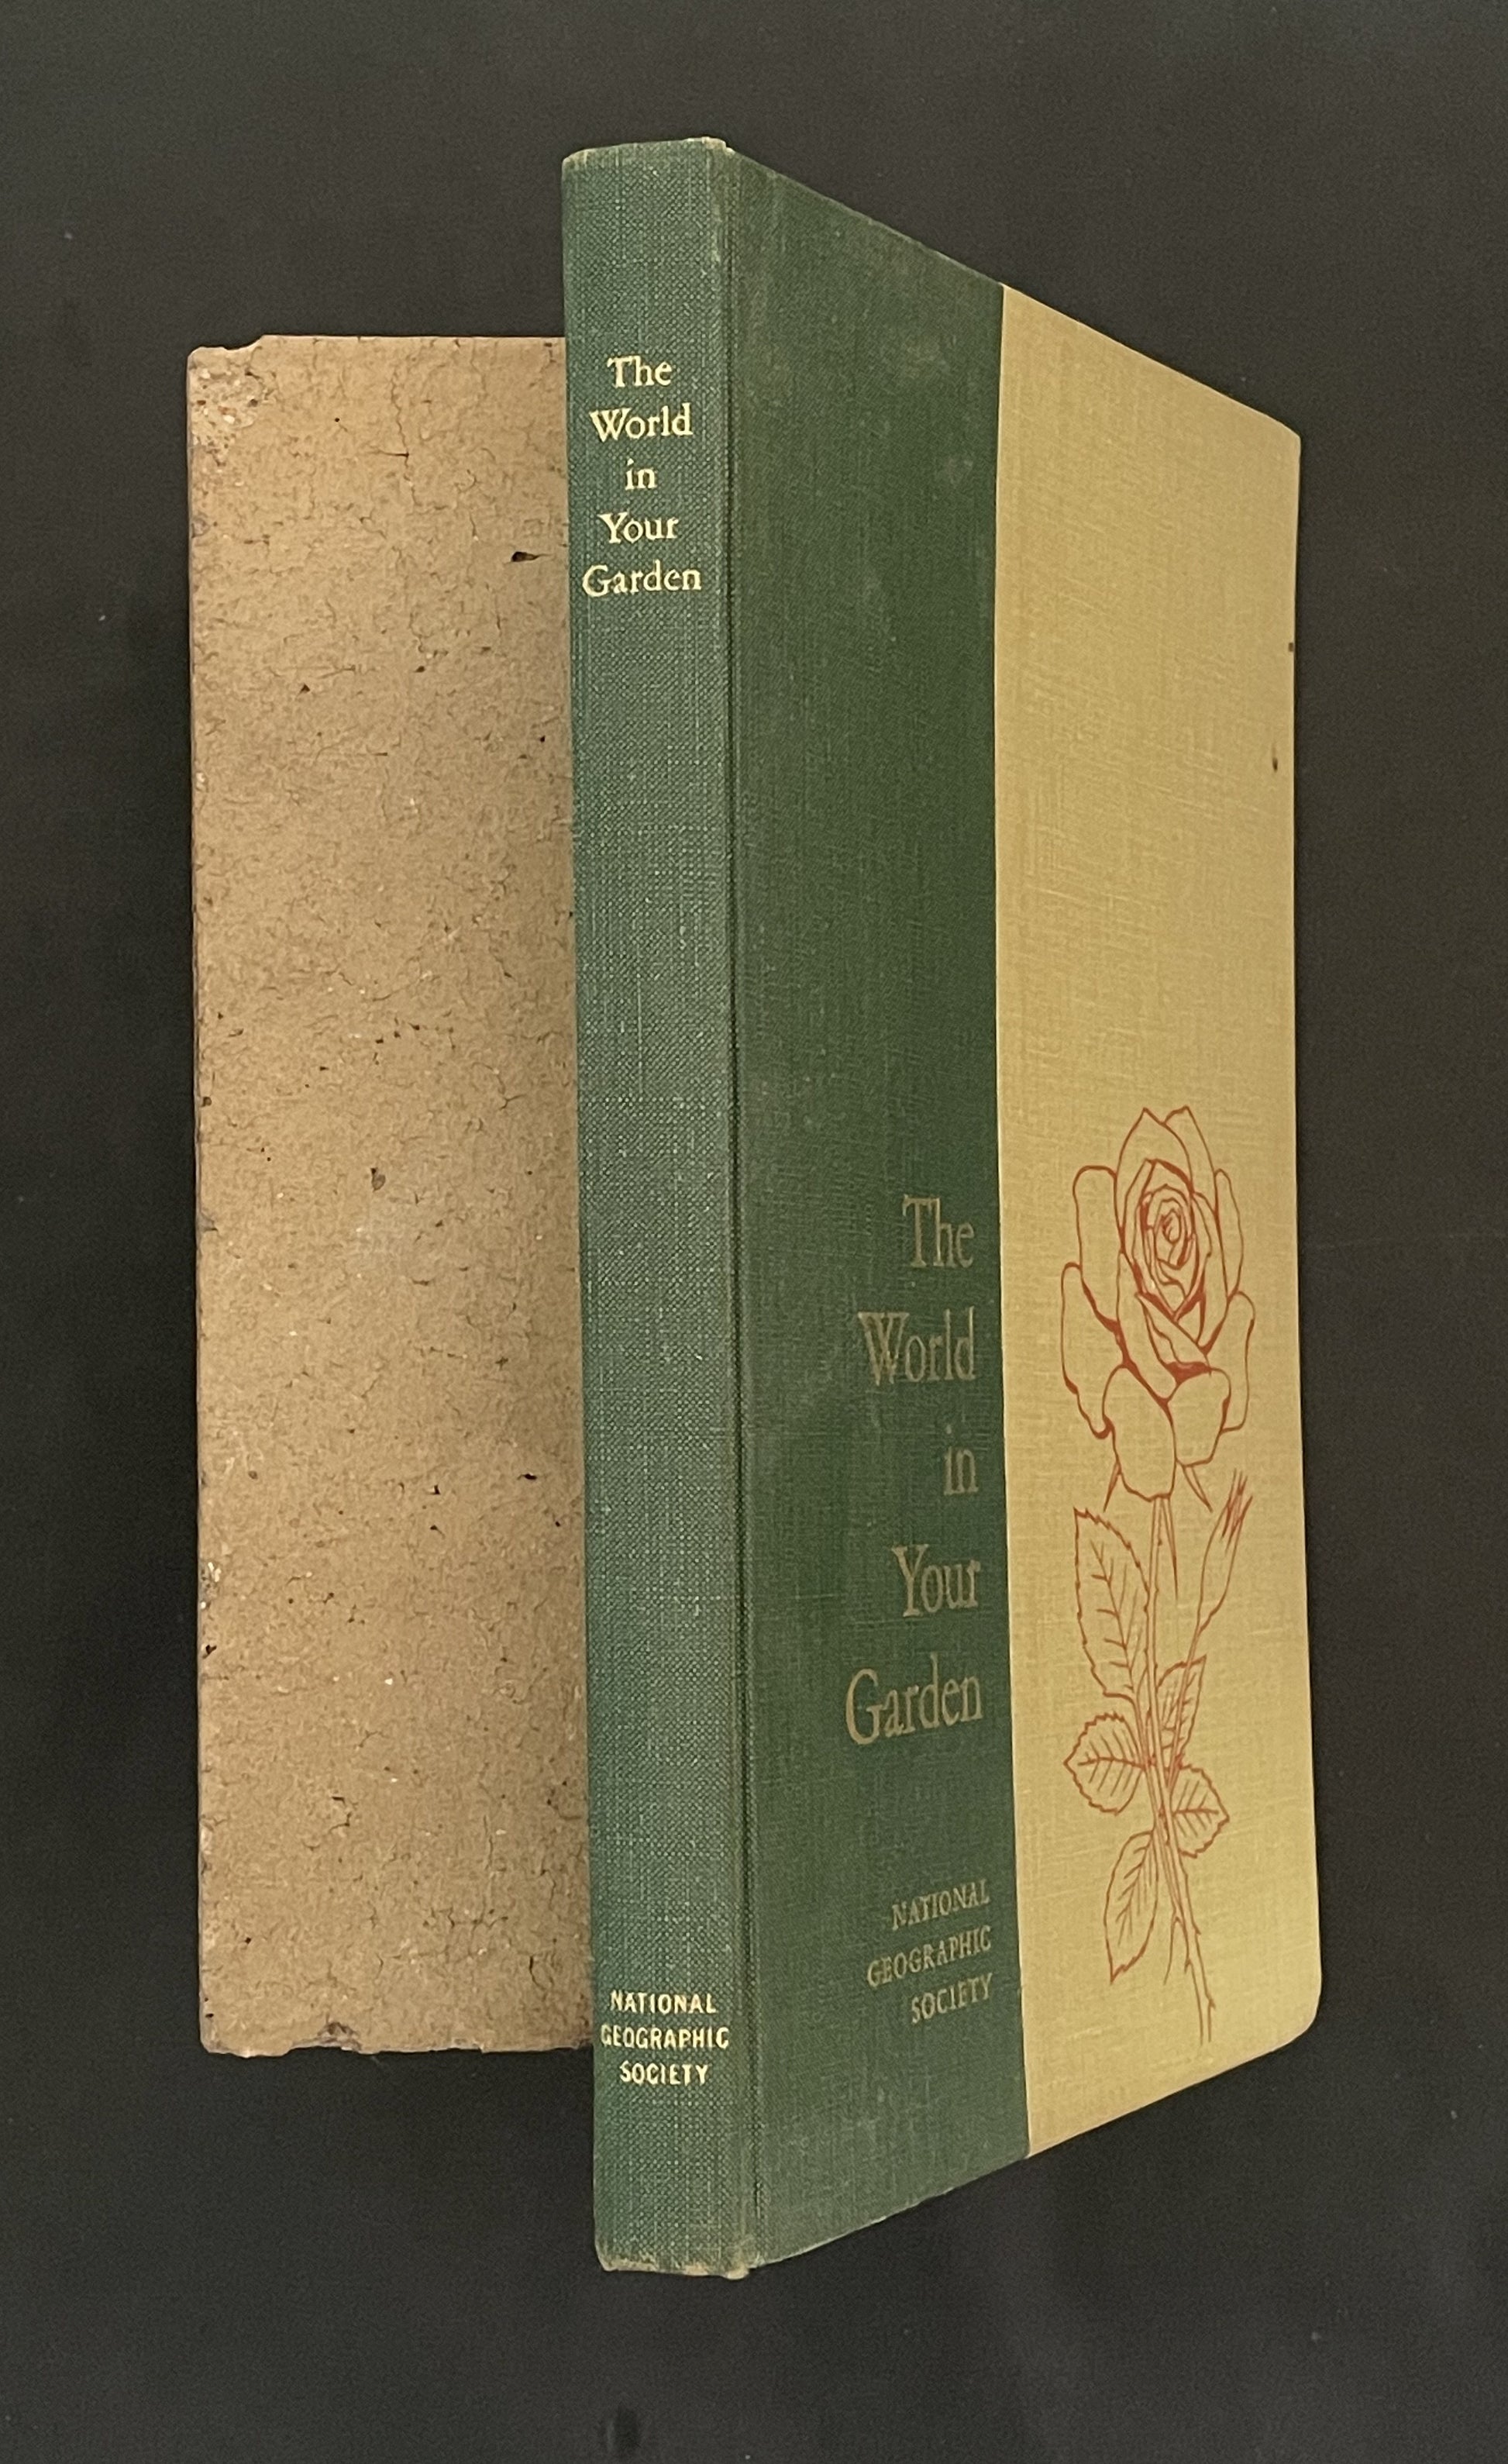 The
World
in
Your
Garden
NATIONAL
GEOGRAPHIC
SOCIETY
The
World
in
Your
Garden
NATIONAL
GEOGRAPHIC
SOCIETY